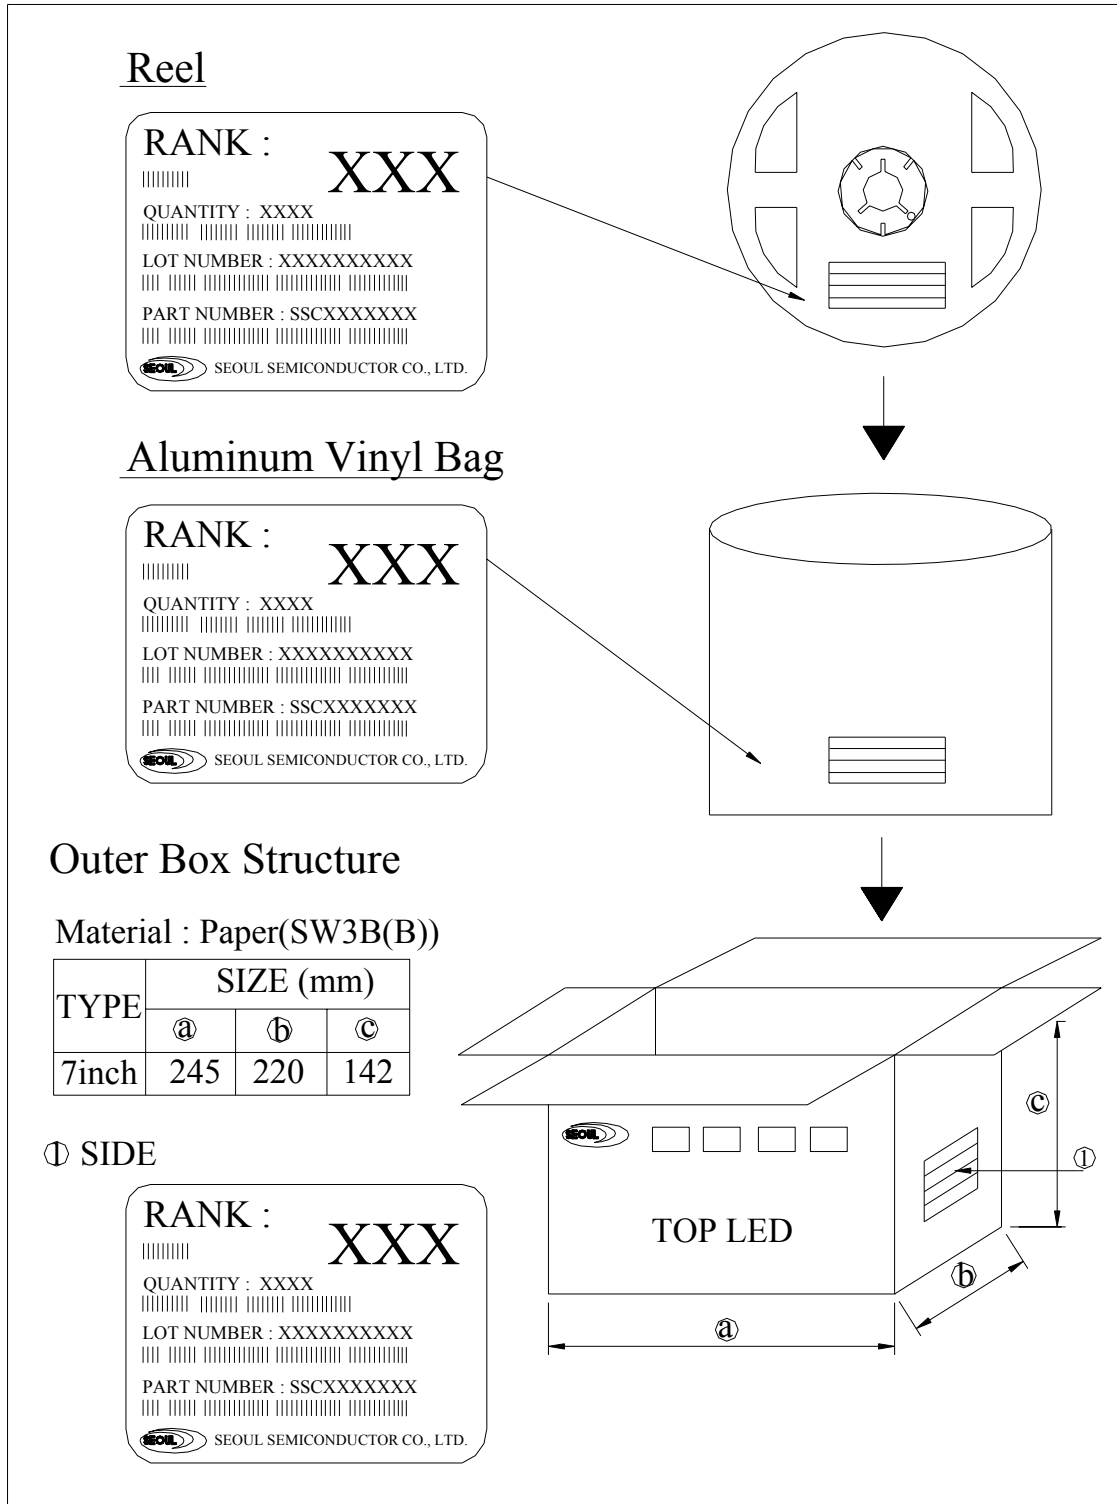 Reel
RANK :
XXX
QUANTITY : XXXX
LOT NUMBER : XXXXXXXXXX
PART NUMBER : SSCXXXXXXX
SEOUL SEMICONDUCTOR CO., LTD.
Aluminum Vinyl Bag
RANK :
XXX
QUANTITY : XXXX
LOT NUMBER : XXXXXXXXXX
PART NUMBER : SSCXXXXXXX
SEOUL SEMICONDUCTOR CO., LTD.
Outer Box Structure
Material : Paper(SW3B(B))
TYPE SIZE (mm)
ⓐ ⓑ ⓒ
7inch 245 220 142
① SIDE
RANK :
XXX
QUANTITY : XXXX
LOT NUMBER : XXXXXXXXXX
PART NUMBER : SSCXXXXXXX
SEOUL SEMICONDUCTOR CO., LTD.
SEOUL
TOP LED
ⓒ
①
ⓑ
ⓐ
SEOUL
SEOUL
SEOUL